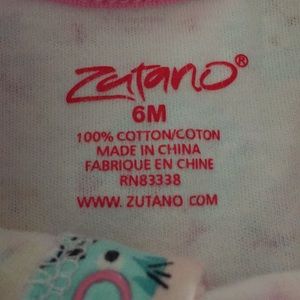 Zutano®
6M
100% COTTON/COTON
MADE IN CHINA
FABRIQUE EN CHINE
RN83338
WWW. ZUTANO COM